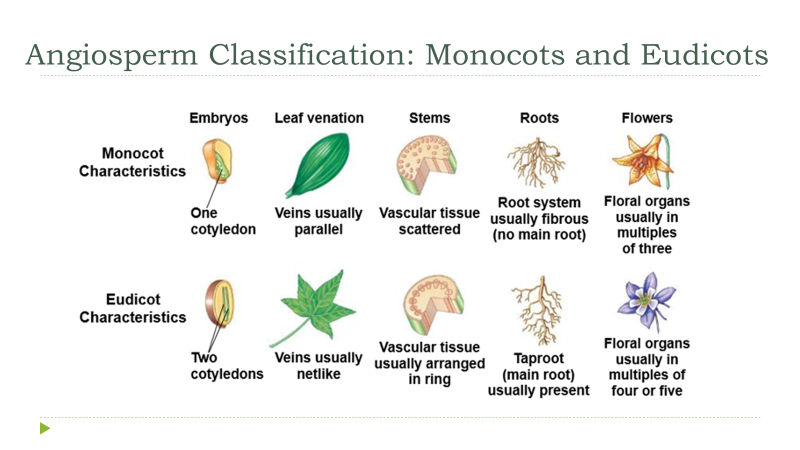 Angiosperm Classification: Monocots and Eudicots
Embryos
Leaf venation
Stems
Roots
Flowers
Monocot
Characteristics
One
cotyledon
Veins usually
parallel
Vascular tissue
scattered
Root system
usually fibrous
(no main root)
Floral organs
usually in
multiples
of three
Eudicot
Characteristics
Two
cotyledons
Veins usually
netlike
Vascular tissue
usually arranged
in ring
Taproot
(main root)
usually present
Floral organs
usually in
multiples of
four or five